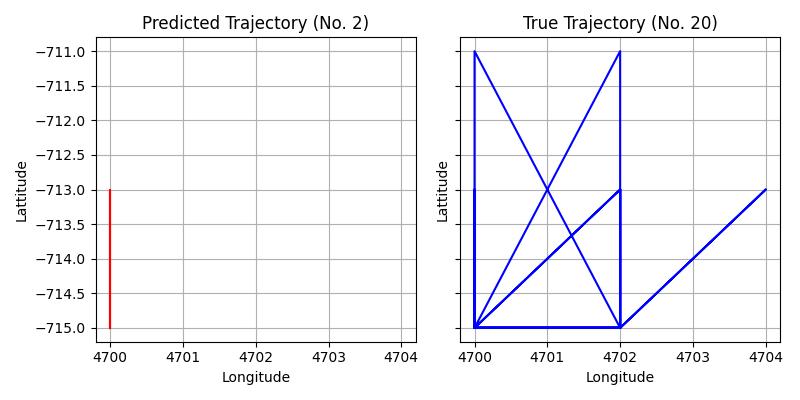 Predicted Trajectory (No. 2)
True Trajectory (No. 20)
Lattitude
−711.0
−711.5
−712.0
−712.5
−713.0
−713.5
−714.0
−714.5
−715.0
4700 4701 4702 4703 4704
Longitude
Lattitude
4700 4701 4702 4703 4704
Longitude